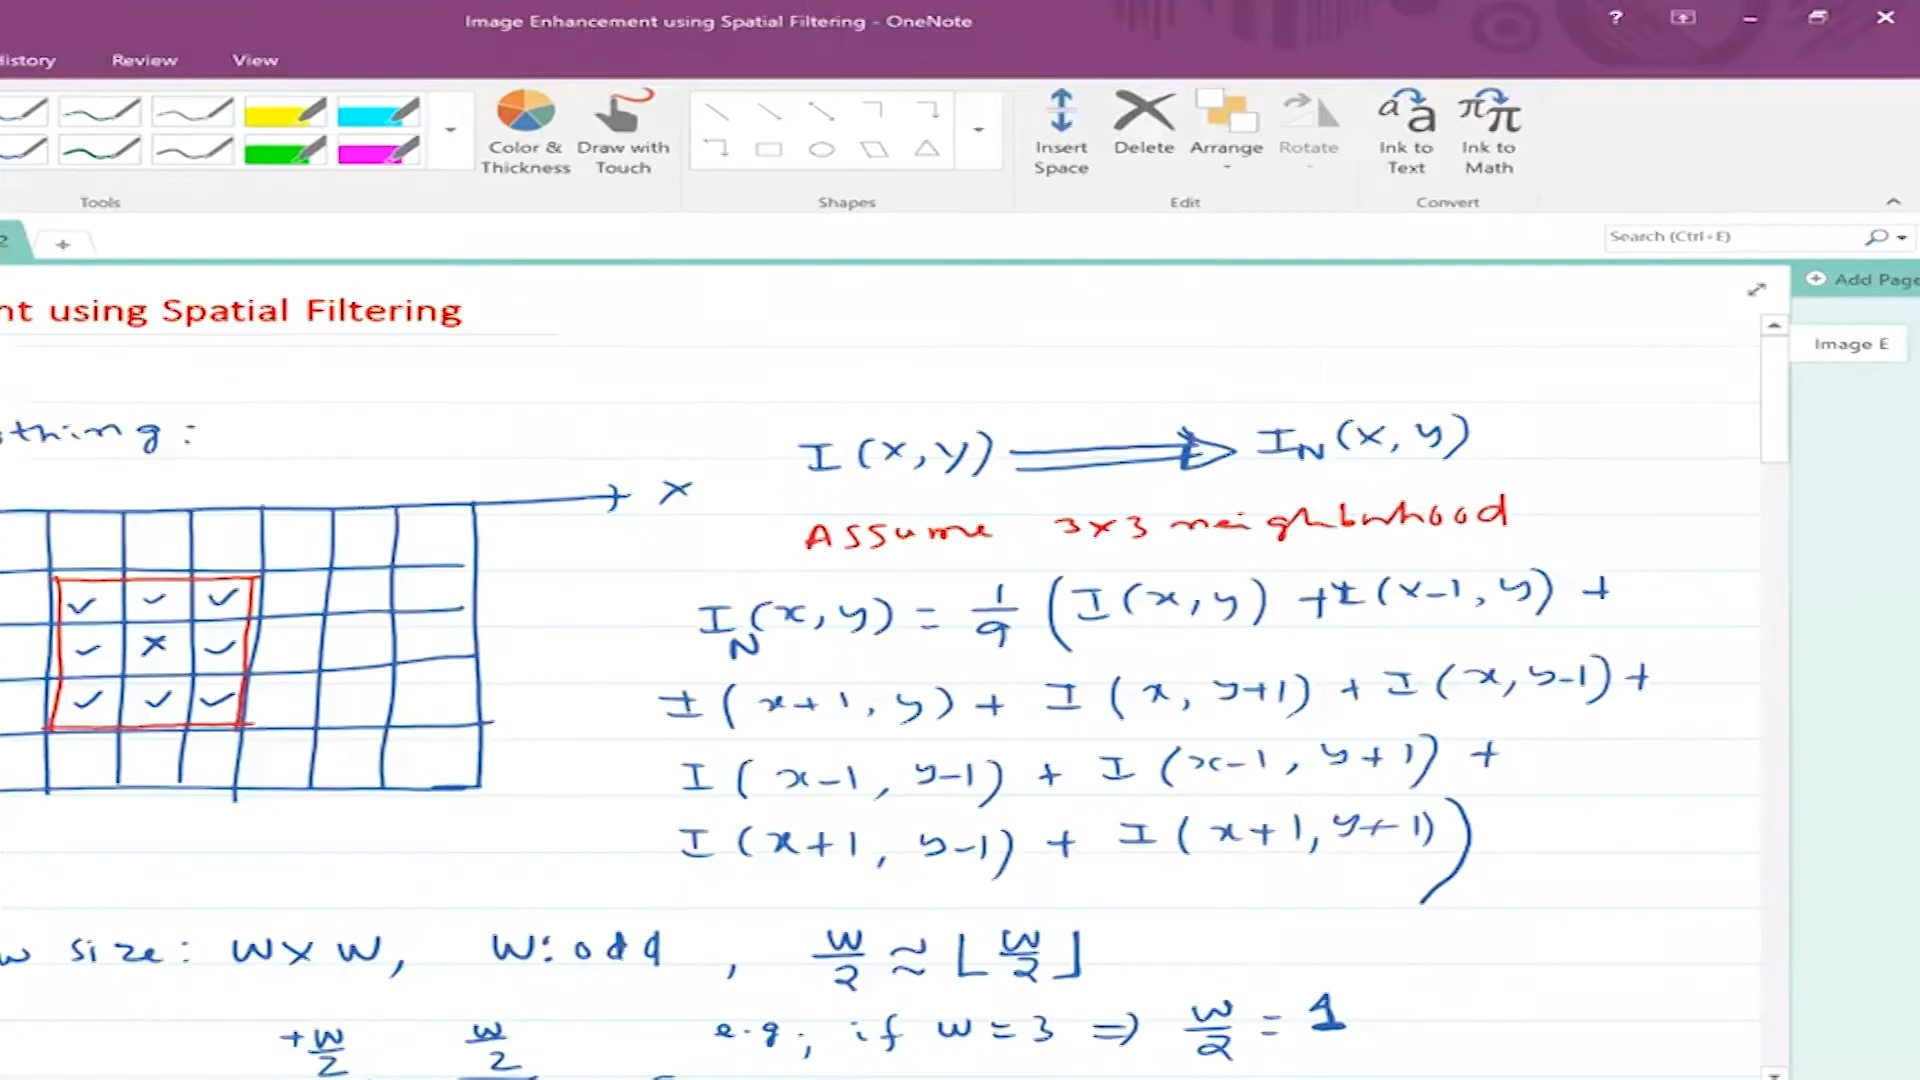 Image Enhancement using Spatial Filtering - OneNote
History Review View
Color & Thickness
Draw with Touch
Insert Space
Delete
Arrange
Rotate
Ink to Text
Ink to Math
Tools
Shapes
Edit
Convert
2
Search (Ctrl+E)
Add Page
Image E
nt using Spatial Filtering
thing:
I(x,y) ⟹ I_N(x,y)
x
Assume 3x3 neighborhood
I_N(x,y) = 1/9 (I(x,y) + I(x-1,y) +
I(x+1,y) + I(x,y+1) + I(x,y-1) +
I(x-1,y-1) + I(x-1,y+1) +
I(x+1,y-1) + I(x+1,y+1))
w size: W x W, W: odd, W/2 ≈ ⌊W/2⌋
e.g., if w = 3 ⇒ W/2 = 1
+W/2 W/2